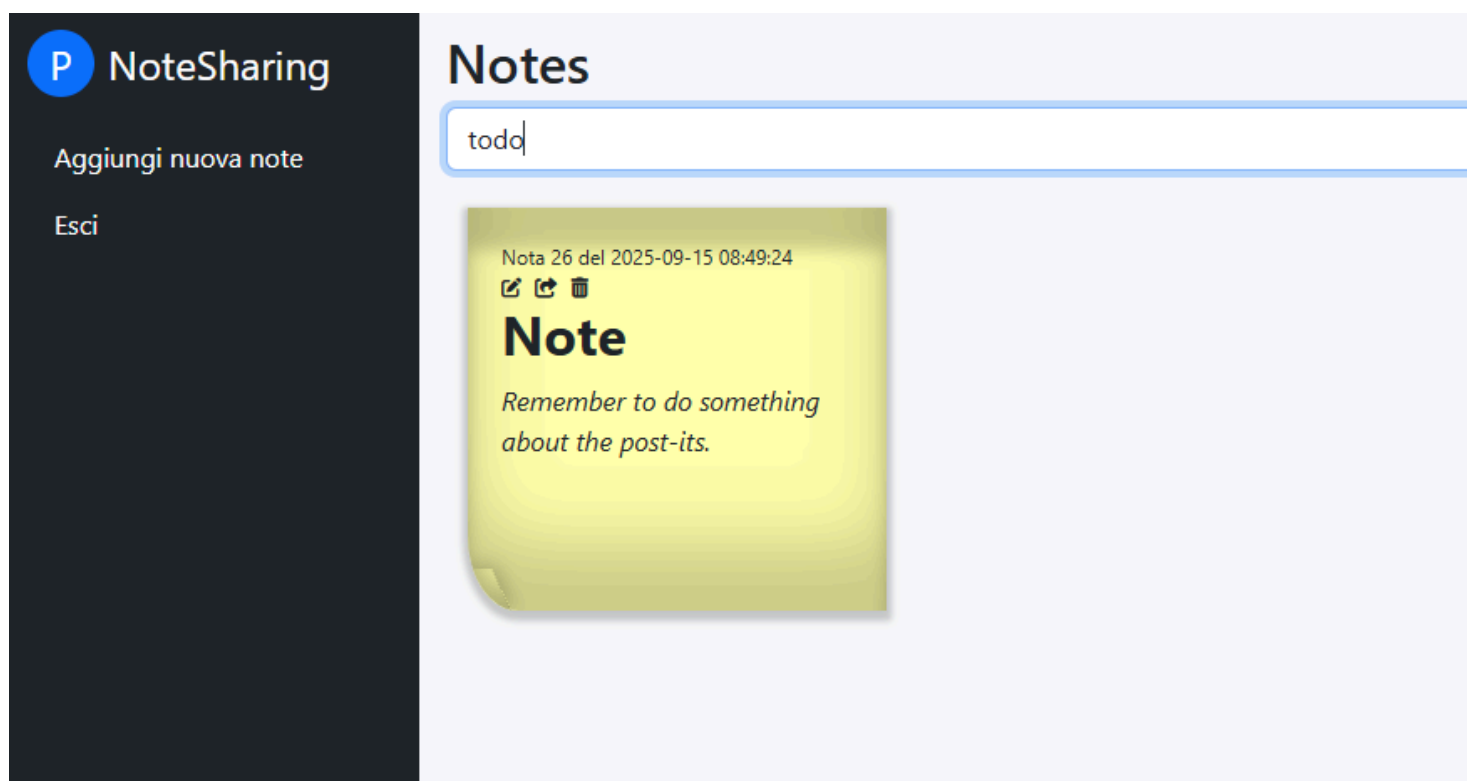 P NoteSharing
Aggiungi nuova note
Esci
Notes
todo
Nota 26 del 2025-09-15 08:49:24
Note
Remember to do something
about the post-its.